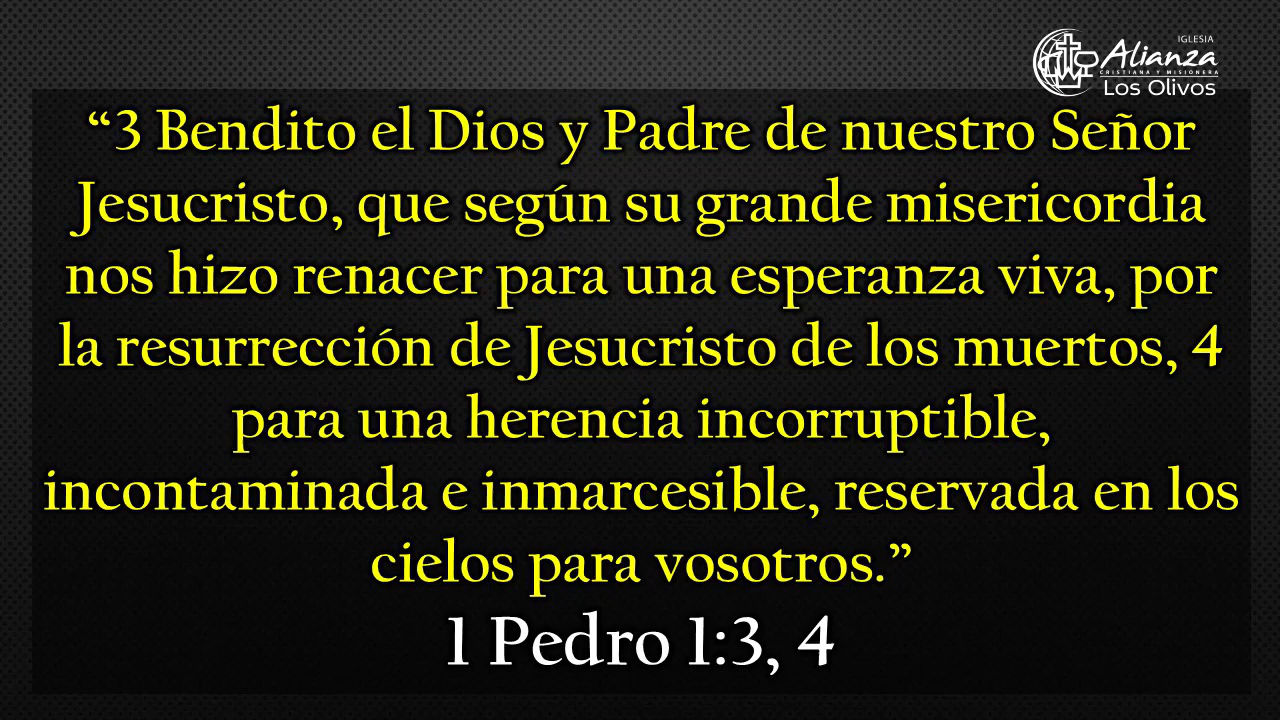 IGLESIA
Alianza
CRISTIANA Y MISIONERA
Los Olivos
“3 Bendito el Dios y Padre de nuestro Señor
Jesucristo, que según su grande misericordia
nos hizo renacer para una esperanza viva, por
la resurrección de Jesucristo de los muertos, 4
para una herencia incorruptible,
incontaminada e inmarcesible, reservada en los
cielos para vosotros.”
1 Pedro 1:3, 4